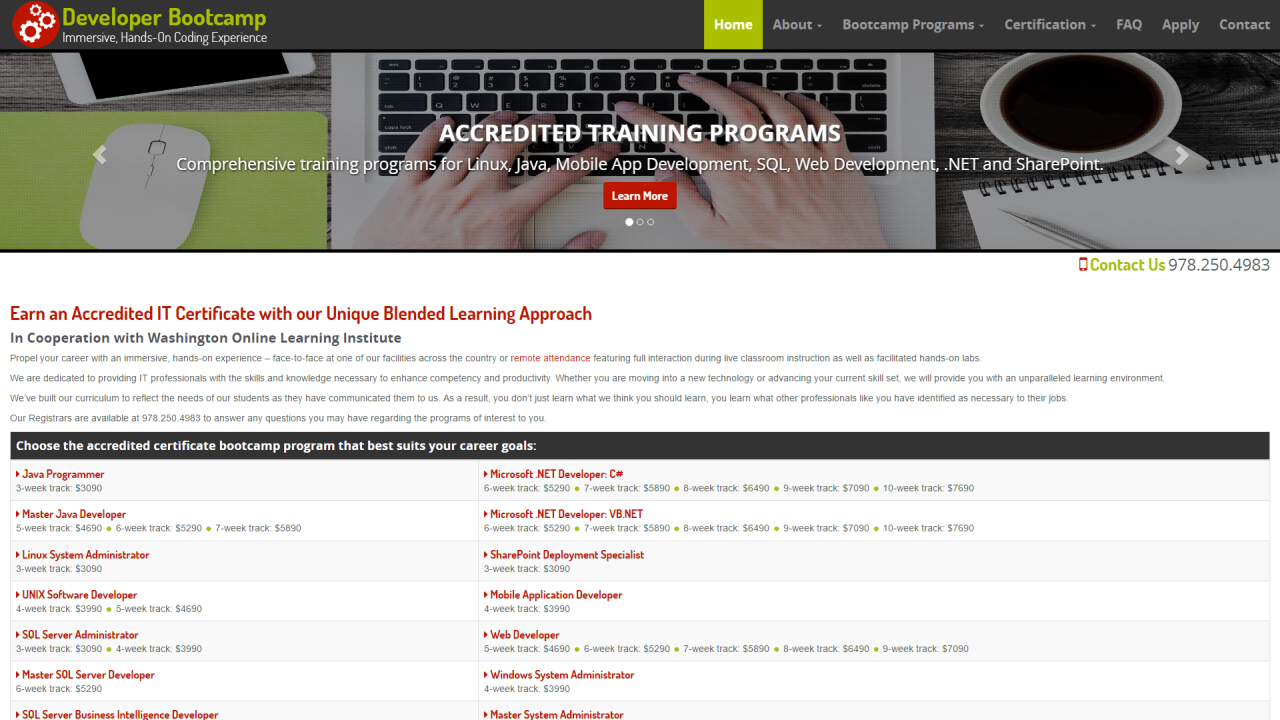 Developer Bootcamp
Immersive, Hands-On Coding Experience
Home About Bootcamp Programs Certification FAQ Apply Contact
ACCREDITED TRAINING PROGRAMS
Comprehensive training programs for Linux, Java, Mobile App Development, SQL, Web Development, .NET and SharePoint.
Learn More
Contact Us 978.250.4983
Earn an Accredited IT Certificate with our Unique Blended Learning Approach
In Cooperation with Washington Online Learning Institute
Propel your career with an immersive, hands-on experience – face-to-face at one of our facilities across the country or remote attendance featuring full interaction during live classroom instruction as well as facilitated hands-on labs.
We are dedicated to providing IT professionals with the skills and knowledge necessary to enhance competency and productivity. Whether you are moving into a new technology or advancing your current skill set, we will provide you with an unparalleled learning environment.
We've built our curriculum to reflect the needs of our students as they have communicated them to us. As a result, you don't just learn what we think you should learn, you learn what other professionals like you have identified as necessary to their jobs.
Our Registrars are available at 978.250.4983 to answer any questions you may have regarding the programs of interest to you.
Choose the accredited certificate bootcamp program that best suits your career goals:
Java Programmer
3-week track: $3090
Microsoft .NET Developer: C#
6-week track: $5290 ● 7-week track: $5890 ● 8-week track: $6490 ● 9-week track: $7090 ● 10-week track: $7690
Master Java Developer
5-week track: $4690 ● 6-week track: $5290 ● 7-week track: $5890
Microsoft .NET Developer: VB.NET
6-week track: $5290 ● 7-week track: $5890 ● 8-week track: $6490 ● 9-week track: $7090 ● 10-week track: $7690
Linux System Administrator
3-week track: $3090
SharePoint Deployment Specialist
3-week track: $3090
UNIX Software Developer
4-week track: $3990 ● 5-week track: $4690
Mobile Application Developer
4-week track: $3990
SQL Server Administrator
3-week track: $3090 ● 4-week track: $3990
Web Developer
5-week track: $4690 ● 6-week track: $5290 ● 7-week track: $5890 ● 8-week track: $6490 ● 9-week track: $7090
Master SQL Server Developer
6-week track: $5290
Windows System Administrator
4-week track: $3990
SQL Server Business Intelligence Developer
Master System Administrator